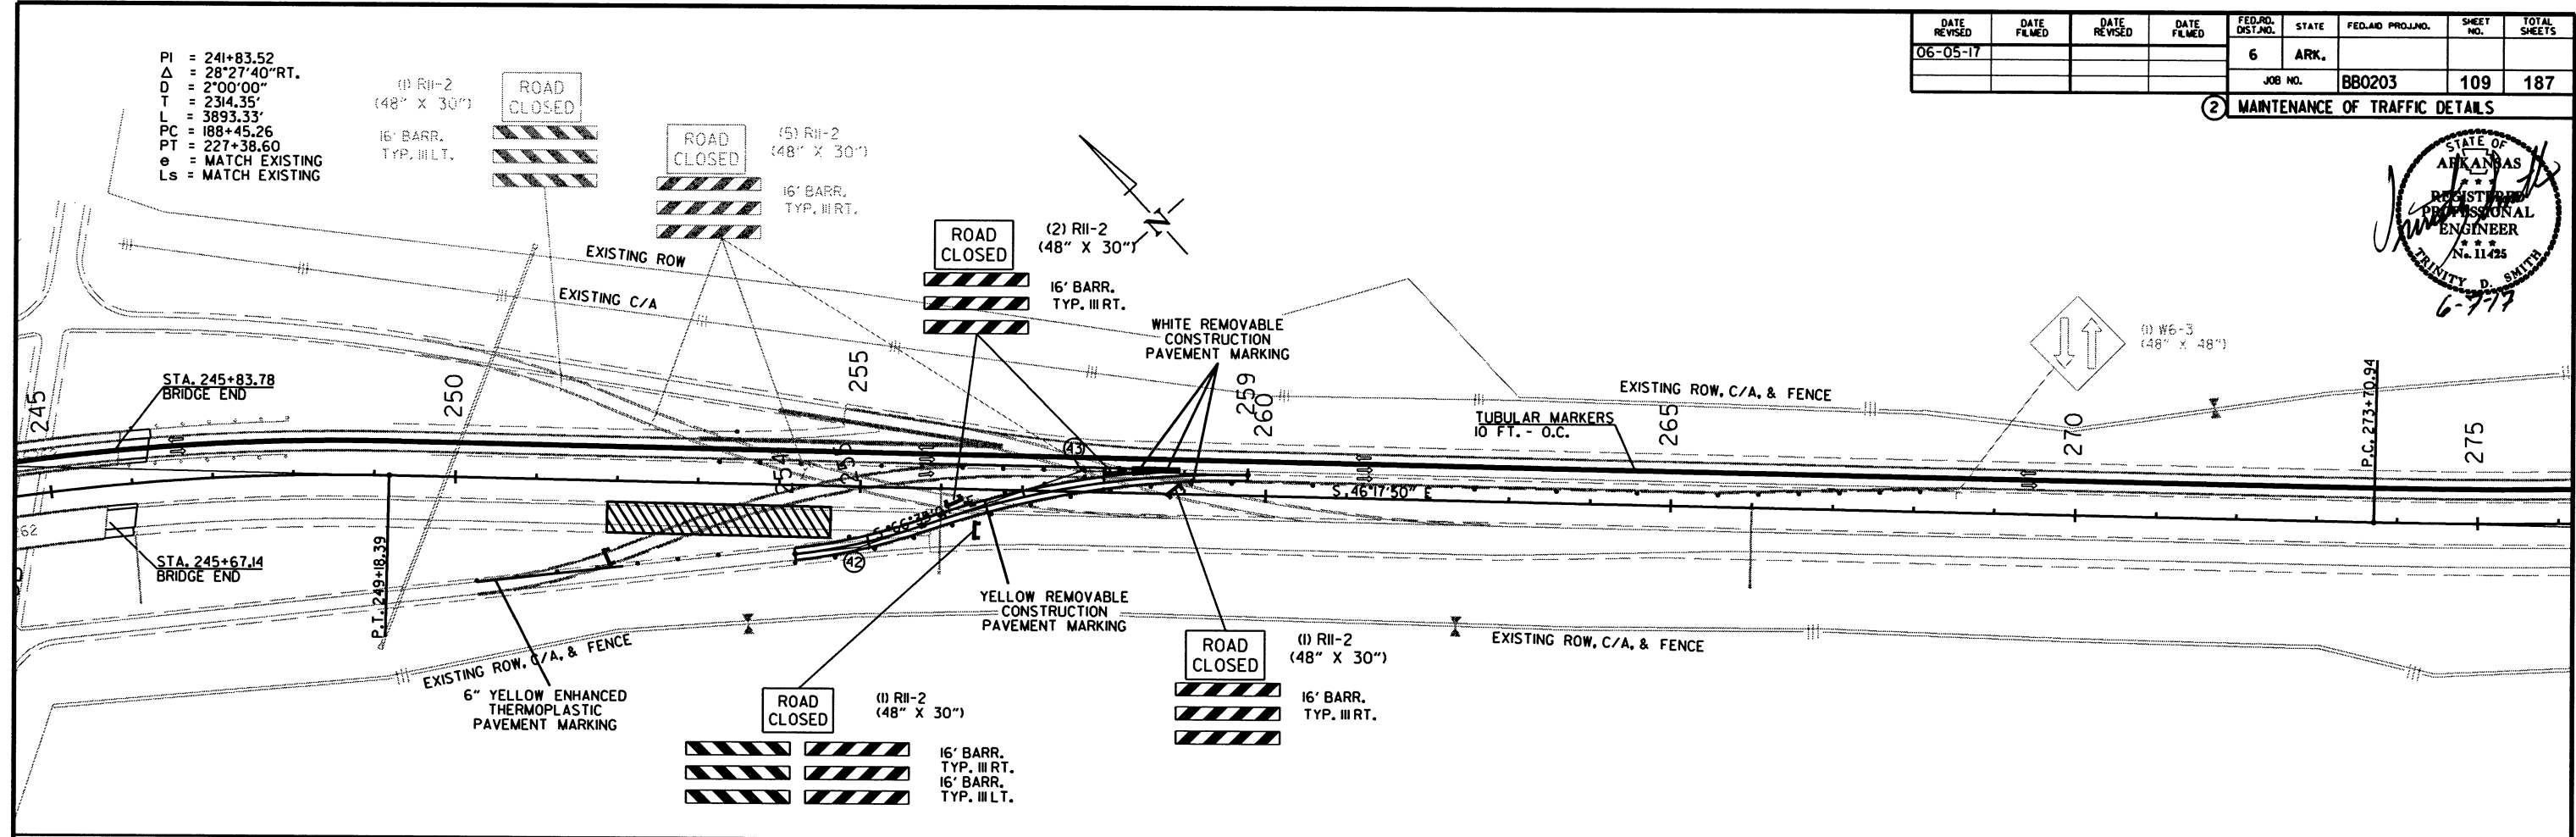 PI = 241+83.52
Δ = 28°27'40"RT.
D = 2°00'00"
T = 2314.35'
L = 3893.33'
PC = 188+45.26
PT = 227+38.60
e = MATCH EXISTING
Ls = MATCH EXISTING
(1) R11-2
(48" X 30")
16' BARR.
TYP. III LT.
ROAD
CLOSED
ROAD
CLOSED
(5) R11-2
(48" X 30")
16' BARR.
TYP. III RT.
ROAD
CLOSED
(2) R11-2
(48" X 30")
16' BARR.
TYP. III RT.
N
DATE REVISED
DATE FILMED
DATE REVISED
DATE FILMED
FED.RD. DIST.NO.
STATE
FED.AID PROJ.NO.
SHEET NO.
TOTAL SHEETS
06-05-17
6
ARK.
JOB NO.
BB0203
109
187
2 MAINTENANCE OF TRAFFIC DETAILS
STATE OF
ARKANSAS
REGISTERED
PROFESSIONAL
ENGINEER
No. 11425
TRINITY D. SMITH
6-7-17
EXISTING ROW
EXISTING C/A
WHITE REMOVABLE
CONSTRUCTION
PAVEMENT MARKING
(1) W6-3
(48" X 48")
EXISTING ROW, C/A, & FENCE
TUBULAR MARKERS
10 FT. - O.C.
STA. 245+83.78
BRIDGE END
245
250
255
259
260
265
270
275
254
255
43
42
S 46°17'50" E
P.C. 273+70.94
P.T. 249+18.39
262
STA. 245+67.14
BRIDGE END
EXISTING ROW, C/A, & FENCE
6" YELLOW ENHANCED
THERMOPLASTIC
PAVEMENT MARKING
YELLOW REMOVABLE
CONSTRUCTION
PAVEMENT MARKING
ROAD
CLOSED
(1) R11-2
(48" X 30")
16' BARR.
TYP. III RT.
16' BARR.
TYP. III LT.
ROAD
CLOSED
(1) R11-2
(48" X 30")
16' BARR.
TYP. III RT.
EXISTING ROW, C/A, & FENCE